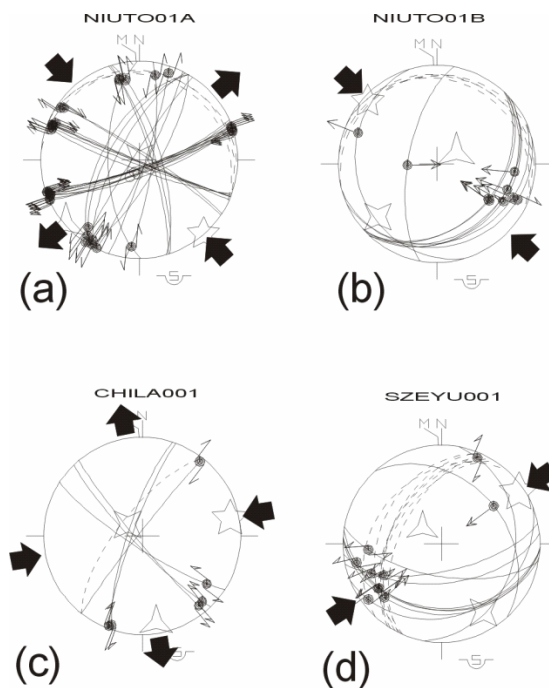 NIUTO01A
M N
S
(a)
NIUTO01B
M N
S
(b)
CHILA001
M N
S
(c)
SZEYU001
M N
S
(d)